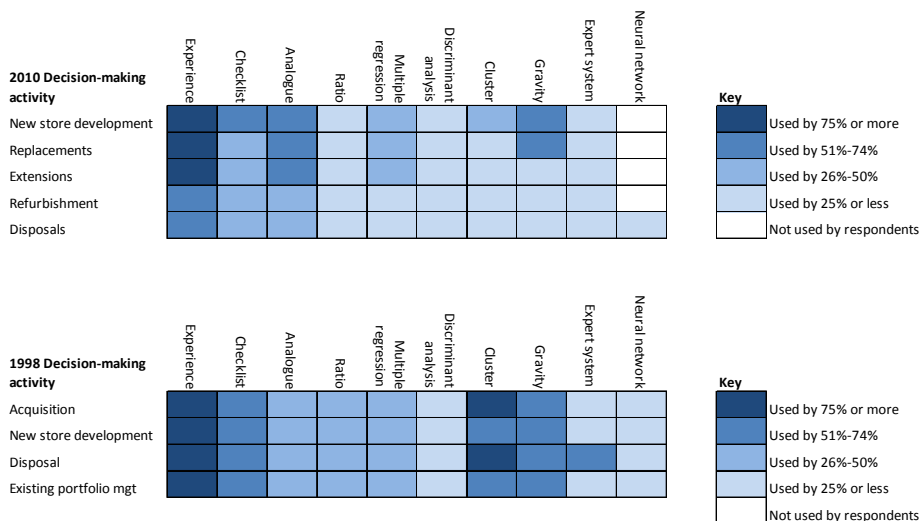 Experience
Checklist
Analogue
Ratio
Multiple
regression
Discriminant
analysis
Cluster
Gravity
Expert system
Neural network
2010 Decision-making
activity
Key
New store development
Used by 75% or more
Replacements
Used by 51%-74%
Extensions
Used by 26%-50%
Refurbishment
Used by 25% or less
Disposals
Not used by respondents
Experience
Checklist
Analogue
Ratio
Multiple
regression
Discriminant
analysis
Cluster
Gravity
Expert system
Neural network
1998 Decision-making
activity
Key
Acquisition
Used by 75% or more
New store development
Used by 51%-74%
Disposal
Used by 26%-50%
Existing portfolio mgt
Used by 25% or less
Not used by respondents